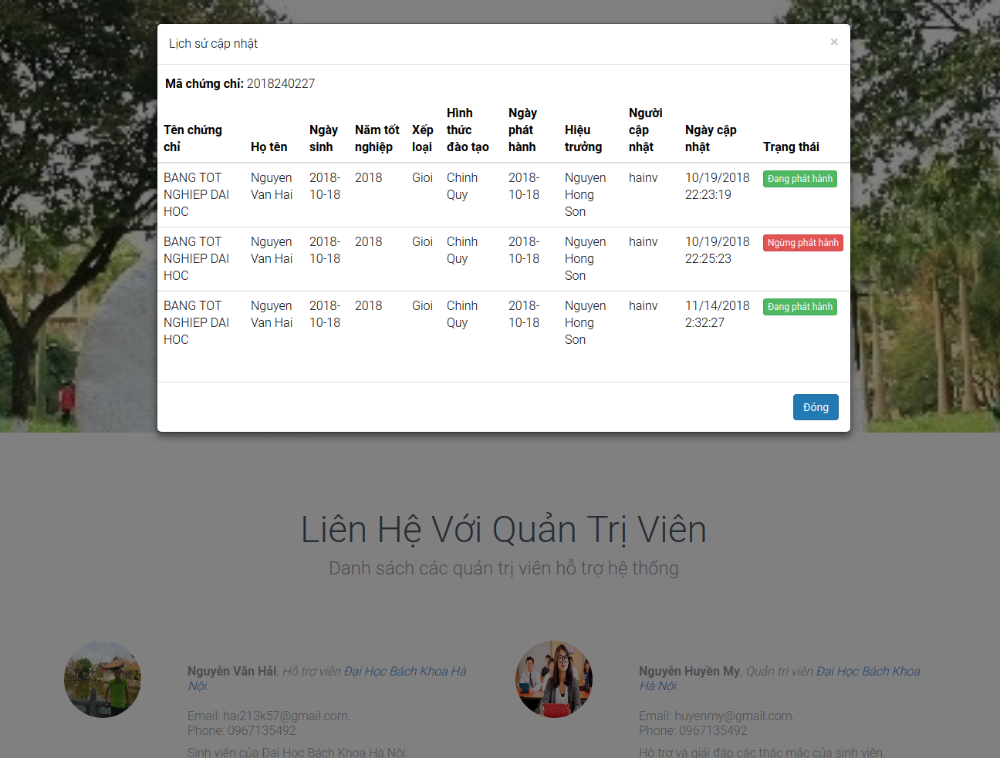 Lịch sử cập nhật
×
Mã chứng chỉ: 2018240227
Tên chứng chỉ Họ tên Ngày sinh Năm tốt nghiệp Xếp loại Hình thức đào tạo Ngày phát hành Hiệu trưởng Người cập nhật Ngày cập nhật Trạng thái
BANG TOT NGHIEP DAI HOC Nguyen Van Hai 2018-10-18 2018 Gioi Chinh Quy 2018-10-18 Nguyen Hong Son hainv 10/19/2018 22:23:19 Đang phát hành
BANG TOT NGHIEP DAI HOC Nguyen Van Hai 2018-10-18 2018 Gioi Chinh Quy 2018-10-18 Nguyen Hong Son hainv 10/19/2018 22:25:23 Ngừng phát hành
BANG TOT NGHIEP DAI HOC Nguyen Van Hai 2018-10-18 2018 Gioi Chinh Quy 2018-10-18 Nguyen Hong Son hainv 11/14/2018 2:32:27 Đang phát hành
Đóng
Liên Hệ Với Quản Trị Viên
Danh sách các quản trị viên hỗ trợ hệ thống
Nguyễn Văn Hải, Hỗ trợ viên Đại Học Bách Khoa Hà
Nội.
Email: hai213k57@gmail.com.
Phone: 0967135492
Sinh viên của Đại Học Bách Khoa Hà Nội.
Nguyễn Huyền My, Quản trị viên Đại Học Bách Khoa
Hà Nội.
Email: huyenmy@gmail.com.
Phone: 0967135492
Hỗ trợ và giải đáp các thắc mắc của sinh viên.